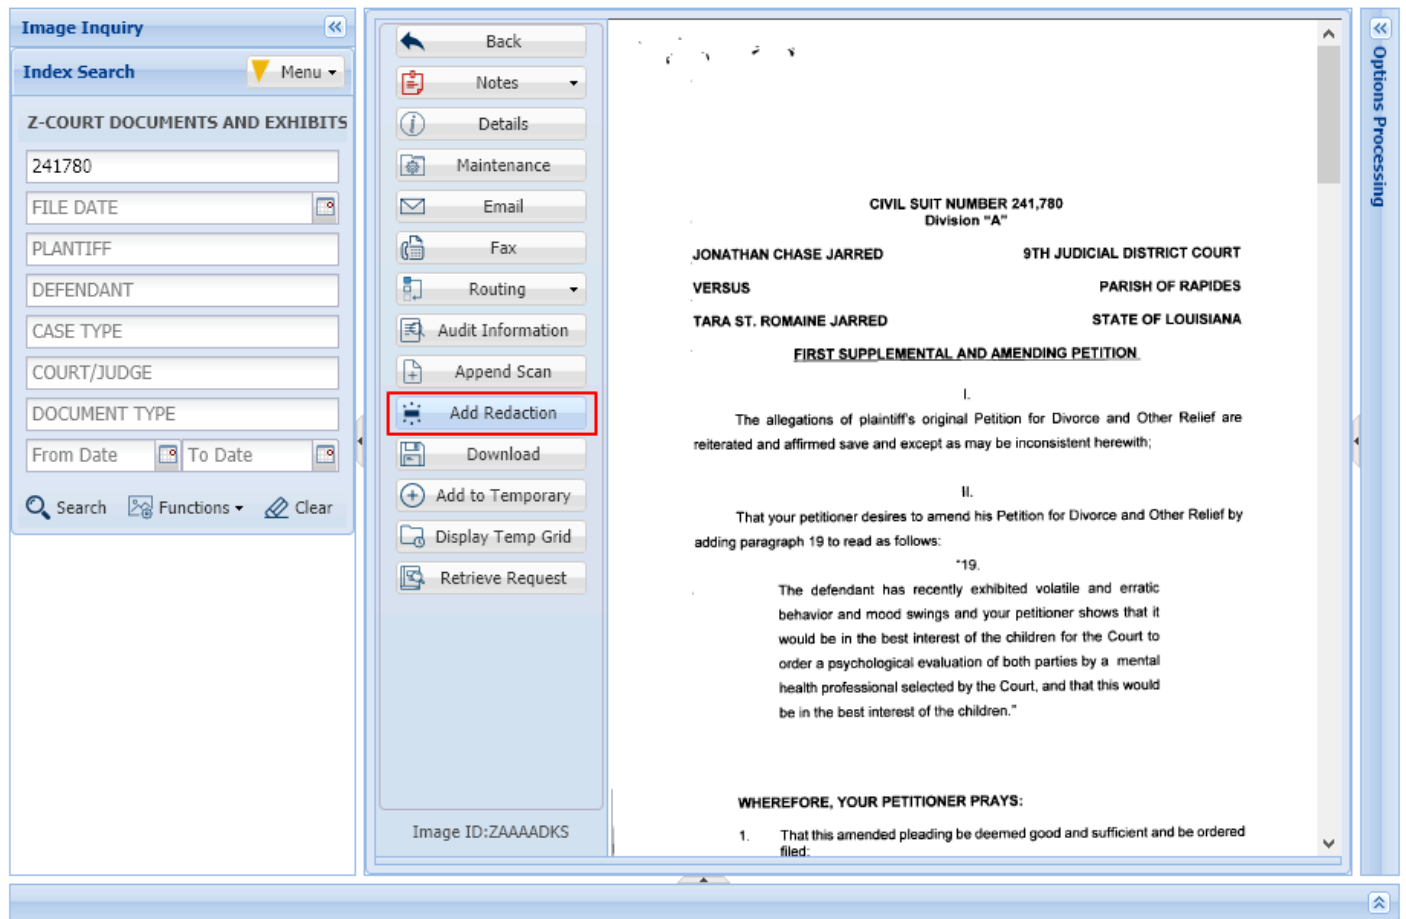 Image Inquiry
Index Search
Menu
Z-COURT DOCUMENTS AND EXHIBITS
241780
FILE DATE
PLANTIFF
DEFENDANT
CASE TYPE
COURT/JUDGE
DOCUMENT TYPE
From Date
To Date
Search
Functions
Clear
Back
Notes
Details
Maintenance
Email
Fax
Routing
Audit Information
Append Scan
Add Redaction
Download
Add to Temporary
Display Temp Grid
Retrieve Request
Image ID:ZAAAADKS
CIVIL SUIT NUMBER 241,780
Division "A"
JONATHAN CHASE JARRED 9TH JUDICIAL DISTRICT COURT
VERSUS PARISH OF RAPIDES
TARA ST. ROMAINE JARRED STATE OF LOUISIANA
FIRST SUPPLEMENTAL AND AMENDING PETITION
I.
The allegations of plaintiff's original Petition for Divorce and Other Relief are
reiterated and affirmed save and except as may be inconsistent herewith;
II.
That your petitioner desires to amend his Petition for Divorce and Other Relief by
adding paragraph 19 to read as follows:
"19.
The defendant has recently exhibited volatile and erratic
behavior and mood swings and your petitioner shows that it
would be in the best interest of the children for the Court to
order a psychological evaluation of both parties by a mental
health professional selected by the Court, and that this would
be in the best interest of the children."
WHEREFORE, YOUR PETITIONER PRAYS:
1. That this amended pleading be deemed good and sufficient and be ordered
filed;
Options Processing